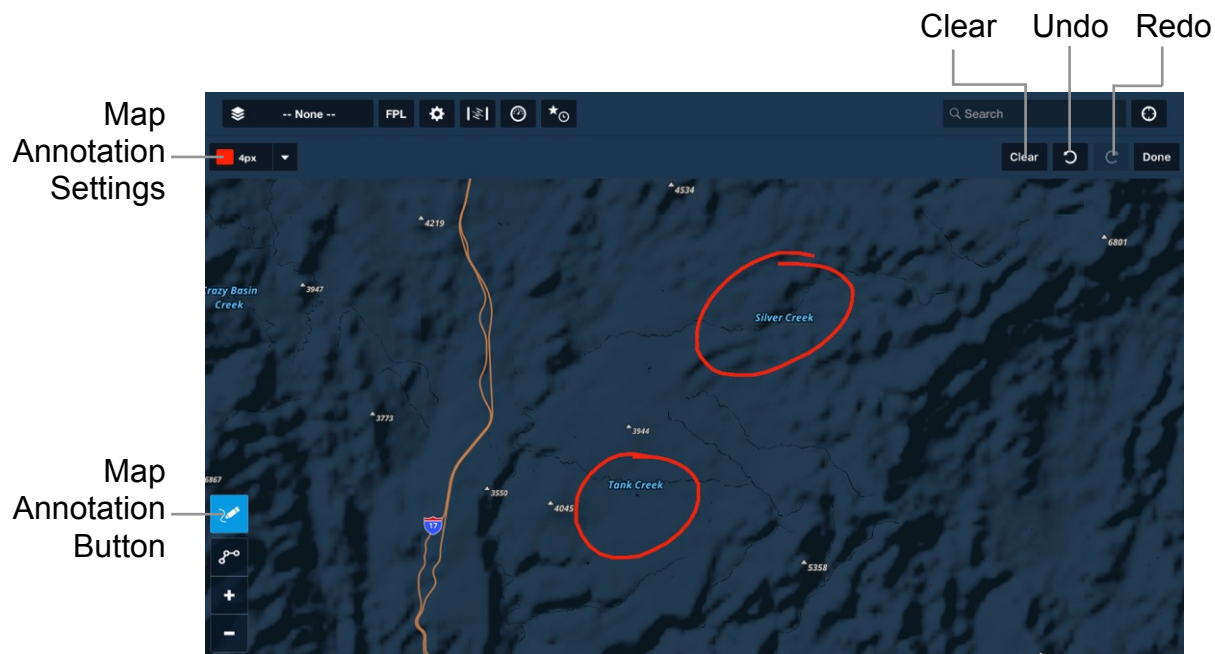 Clear Undo Redo
-- None -- FPL Search
Map
Annotation
Settings
4px Clear Done
4534
4219
6801
Crazy Basin
Creek
3947
Silver Creek
3773
3944
6867
Tank Creek
3550
4045
Map
Annotation
Button
17
5358